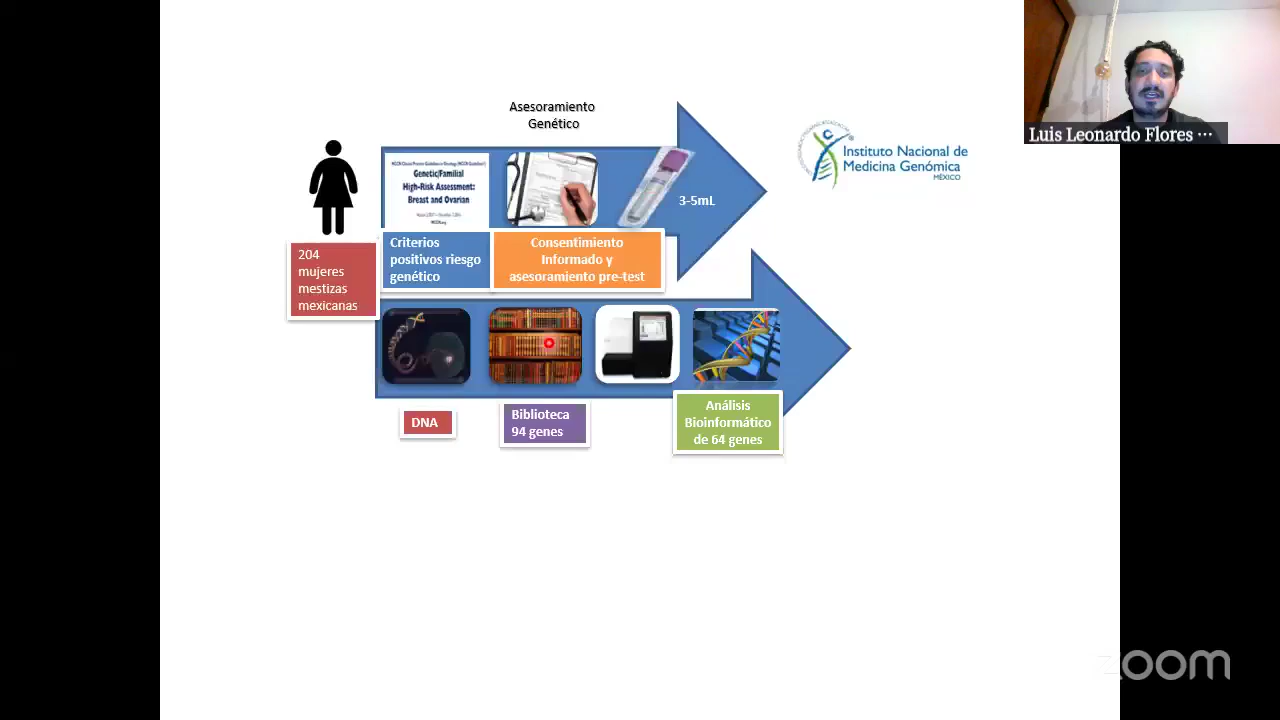 Asesoramiento
Genético
NCCN Clinical Practice Guidelines in Oncology (NCCN Guidelines®)
Genetic/Familial
High-Risk Assessment:
Breast and Ovarian
NCCN.org
3-5mL
Instituto Nacional de
Medicina Genómica
MÉXICO
Luis Leonardo Flores ···
204
mujeres
mestizas
mexicanas
Criterios
positivos riesgo
genético
Consentimiento
Informado y
asesoramiento pre-test
DNA
Biblioteca
94 genes
Análisis
Bioinformático
de 64 genes
zoom